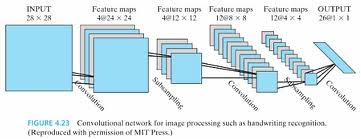 INPUT
28 × 28
Feature maps
4@24 × 24
Feature maps
4@12 × 12
Feature maps
12@8 × 8
Feature maps
12@4 × 4
OUTPUT
26@1 × 1
Convolution
Subsampling
Convolution
Subsampling
Convolution
FIGURE 4.23 Convolutional network for image processing such as handwriting recognition.
(Reproduced with permission of MIT Press.)